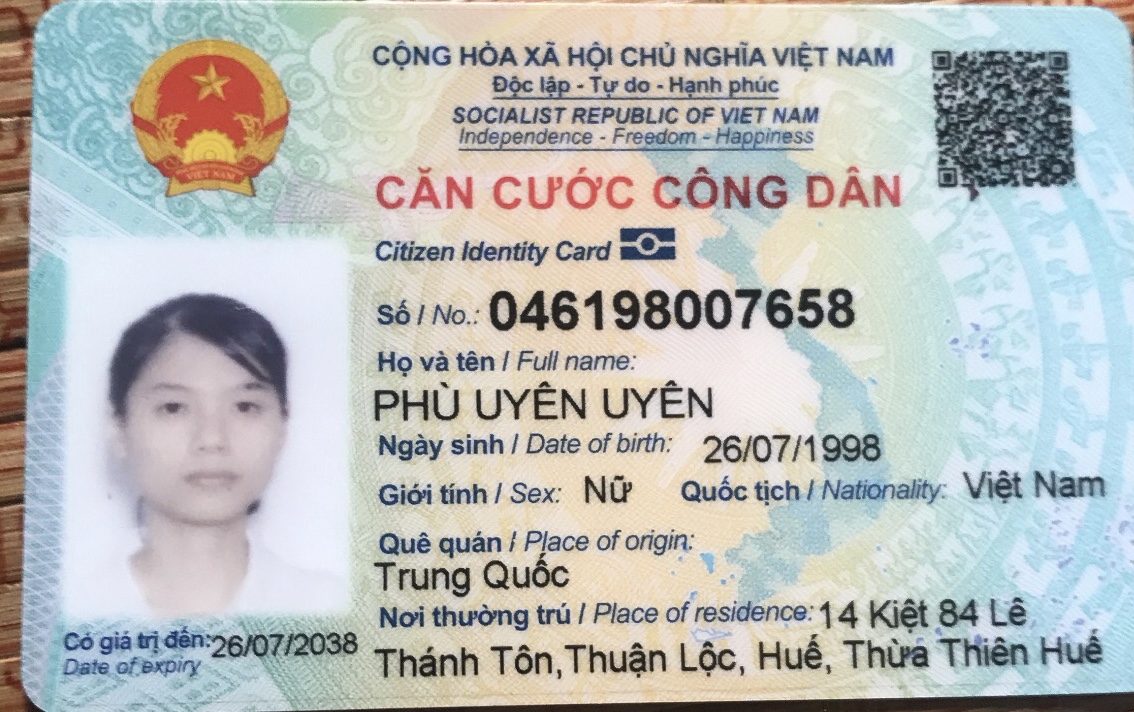 CỘNG HÒA XÃ HỘI CHỦ NGHĨA VIỆT NAM
Độc lập - Tự do - Hạnh phúc
SOCIALIST REPUBLIC OF VIET NAM
Independence - Freedom - Happiness
CĂN CƯỚC CÔNG DÂN
Citizen Identity Card
Số / No.: 046198007658
Họ và tên / Full name:
PHÙ UYÊN UYÊN
Ngày sinh / Date of birth: 26/07/1998
Giới tính / Sex: Nữ Quốc tịch / Nationality: Việt Nam
Quê quán / Place of origin:
Trung Quốc
Nơi thường trú / Place of residence: 14 Kiệt 84 Lê
Thánh Tôn, Thuận Lộc, Huế, Thừa Thiên Huế
Có giá trị đến: 26/07/2038
Date of expiry
VIỆT NAM